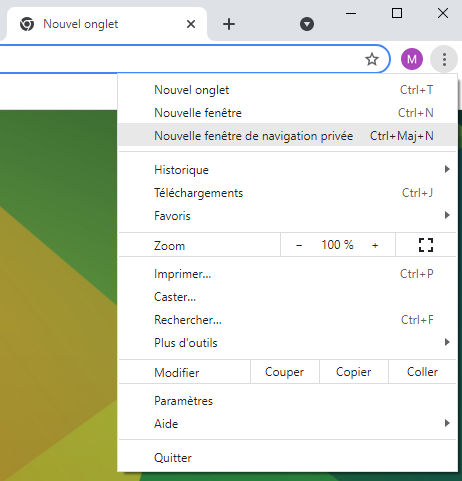 Nouvel onglet
M
Nouvel onglet Ctrl+T
Nouvelle fenêtre Ctrl+N
Nouvelle fenêtre de navigation privée Ctrl+Maj+N
Historique
Téléchargements Ctrl+J
Favoris
Zoom - 100 % +
Imprimer... Ctrl+P
Caster...
Rechercher... Ctrl+F
Plus d'outils
Modifier Couper Copier Coller
Paramètres
Aide
Quitter